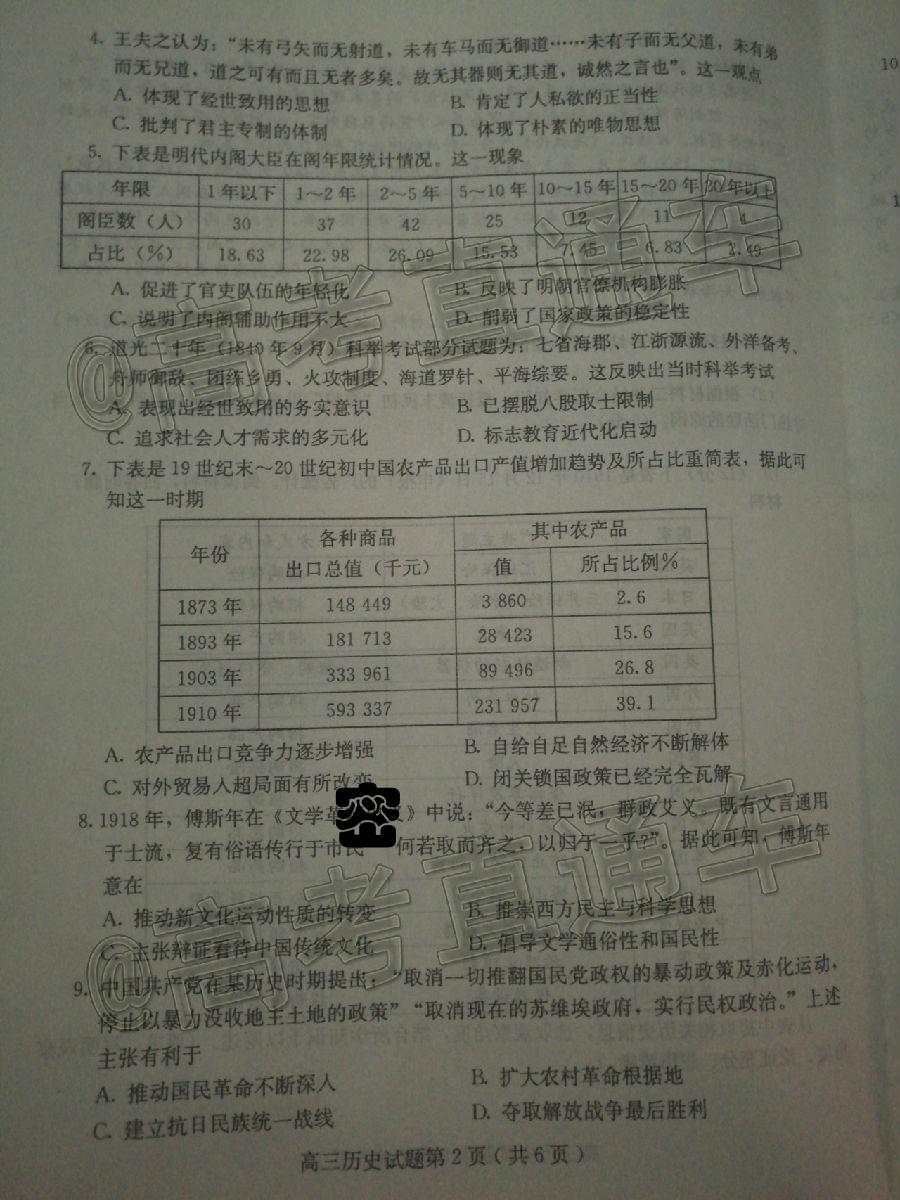 4. 王夫之认为：“未有弓矢而无射道，未有车马而无御道……未有子而无父道，未有弟
而无兄道，道之可有而且无者多矣。故无其器则无其道，诚然之言也”。这一观点
A. 体现了经世致用的思想 B. 肯定了人私欲的正当性
C. 批判了君主专制的体制 D. 体现了朴素的唯物思想
5. 下表是明代内阁大臣在阁年限统计情况。这一现象
年限 1年以下 1～2年 2～5年 5～10年 10～15年 15～20年 20年以上
阁臣数（人） 30 37 42 25 12 11 4
占比（%） 18.63 22.98 26.09 15.53 7.45 6.83 2.49
A. 促进了官吏队伍的年轻化 B. 反映了明朝官僚机构膨胀
C. 说明了内阁辅助作用不大 D. 削弱了国家政策的稳定性
6. 道光二十年（1840年9月）科举考试部分试题为：七省海郡、江浙源流、外洋备考、
舟师御敌、团练乡勇、火攻制度、海道罗针、平海综要。这反映出当时科举考试
A. 表现出经世致用的务实意识 B. 已摆脱八股取士限制
C. 追求社会人才需求的多元化 D. 标志教育近代化启动
7. 下表是19世纪末～20世纪初中国农产品出口产值增加趋势及所占比重简表，据此可
知这一时期
年份 各种商品出口总值（千元） 其中农产品
值 所占比例%
1873年 148 449 3 860 2.6
1893年 181 713 28 423 15.6
1903年 333 961 89 496 26.8
1910年 593 337 231 957 39.1
A. 农产品出口竞争力逐步增强 B. 自给自足自然经济不断解体
C. 对外贸易人超局面有所改变 D. 闭关锁国政策已经完全瓦解
8. 1918年，傅斯年在《文学革 》中说：“今等差已泯，群政艾义。既有文言通用
于士流，复有俗语传行于市民 何若取而齐之，以归于一乎?”。据此可知，傅斯年
意在
A. 推动新文化运动性质的转变 B. 推崇西方民主与科学思想
C. 主张辩证看待中国传统文化 D. 倡导文学通俗性和国民性
9. 中国共产党在某历史时期提出：“取消一切推翻国民党政权的暴动政策及赤化运动，
停止以暴力没收地主土地的政策”“取消现在的苏维埃政府，实行民权政治。”上述
主张有利于
A. 推动国民革命不断深入 B. 扩大农村革命根据地
C. 建立抗日民族统一战线 D. 夺取解放战争最后胜利
高三历史试题第2页（共6页）
10
1
@高考直通车
@高考直通车